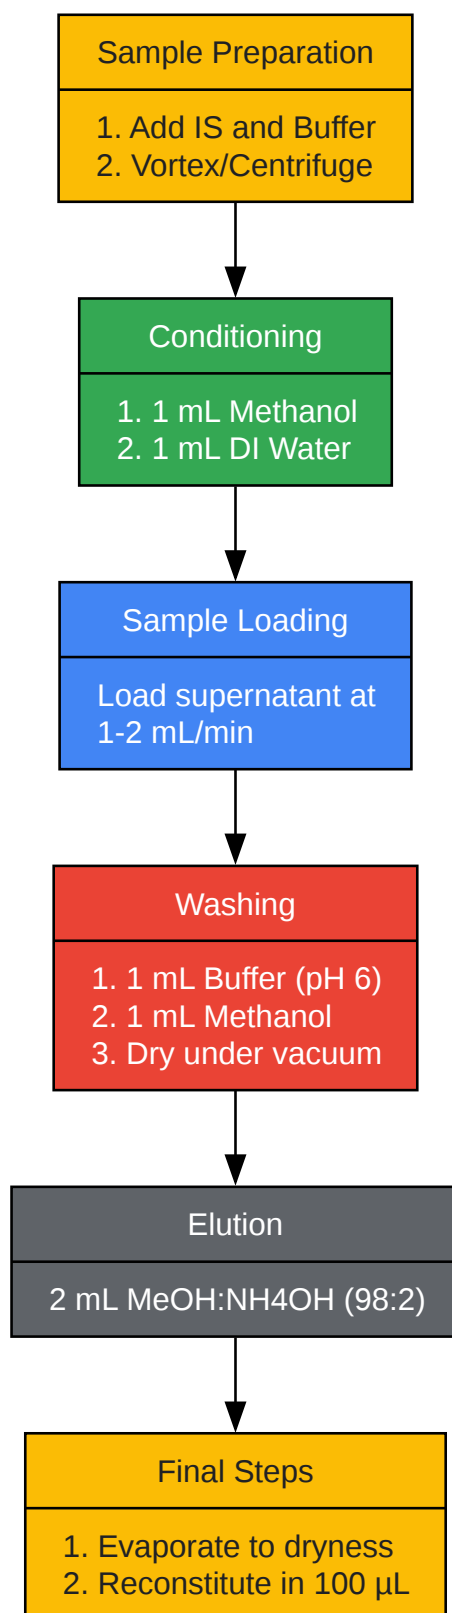 Sample Preparation
1. Add IS and Buffer
2. Vortex/Centrifuge
Conditioning
1. 1 mL Methanol
2. 1 mL DI Water
Sample Loading
Load supernatant at
1-2 mL/min
Washing
1. 1 mL Buffer (pH 6)
2. 1 mL Methanol
3. Dry under vacuum
Elution
2 mL MeOH:NH4OH (98:2)
Final Steps
1. Evaporate to dryness
2. Reconstitute in 100 µL